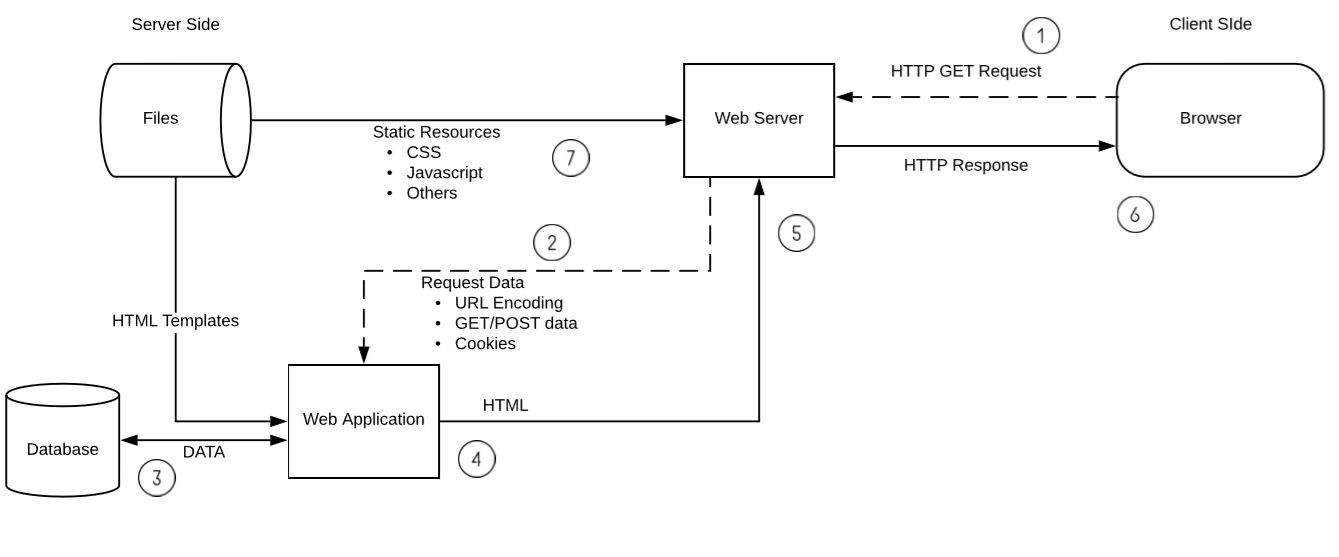 Server Side
Client SIde
1
HTTP GET Request
Files
Web Server
Browser
Static Resources
• CSS
• Javascript
• Others
7
HTTP Response
6
5
2
Request Data
• URL Encoding
• GET/POST data
• Cookies
HTML Templates
HTML
Web Application
Database
DATA
4
3